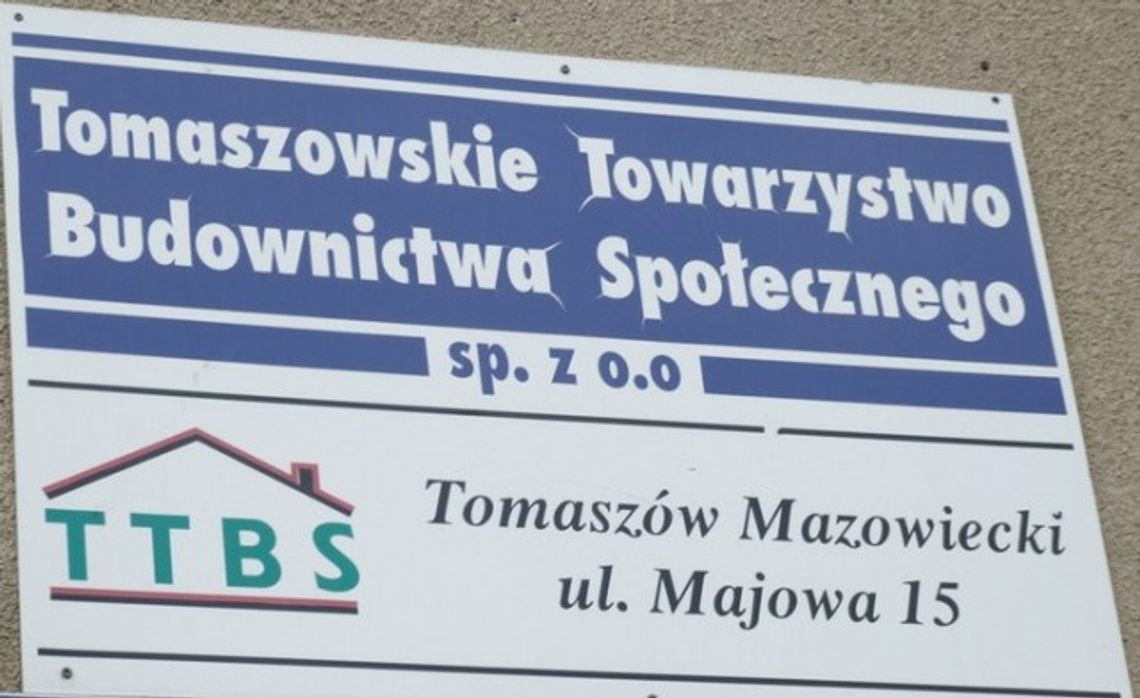 Tomaszowskie Towarzystwo
Budownictwa Społecznego
sp. z o.o
TTBS
Tomaszów Mazowiecki
ul. Majowa 15